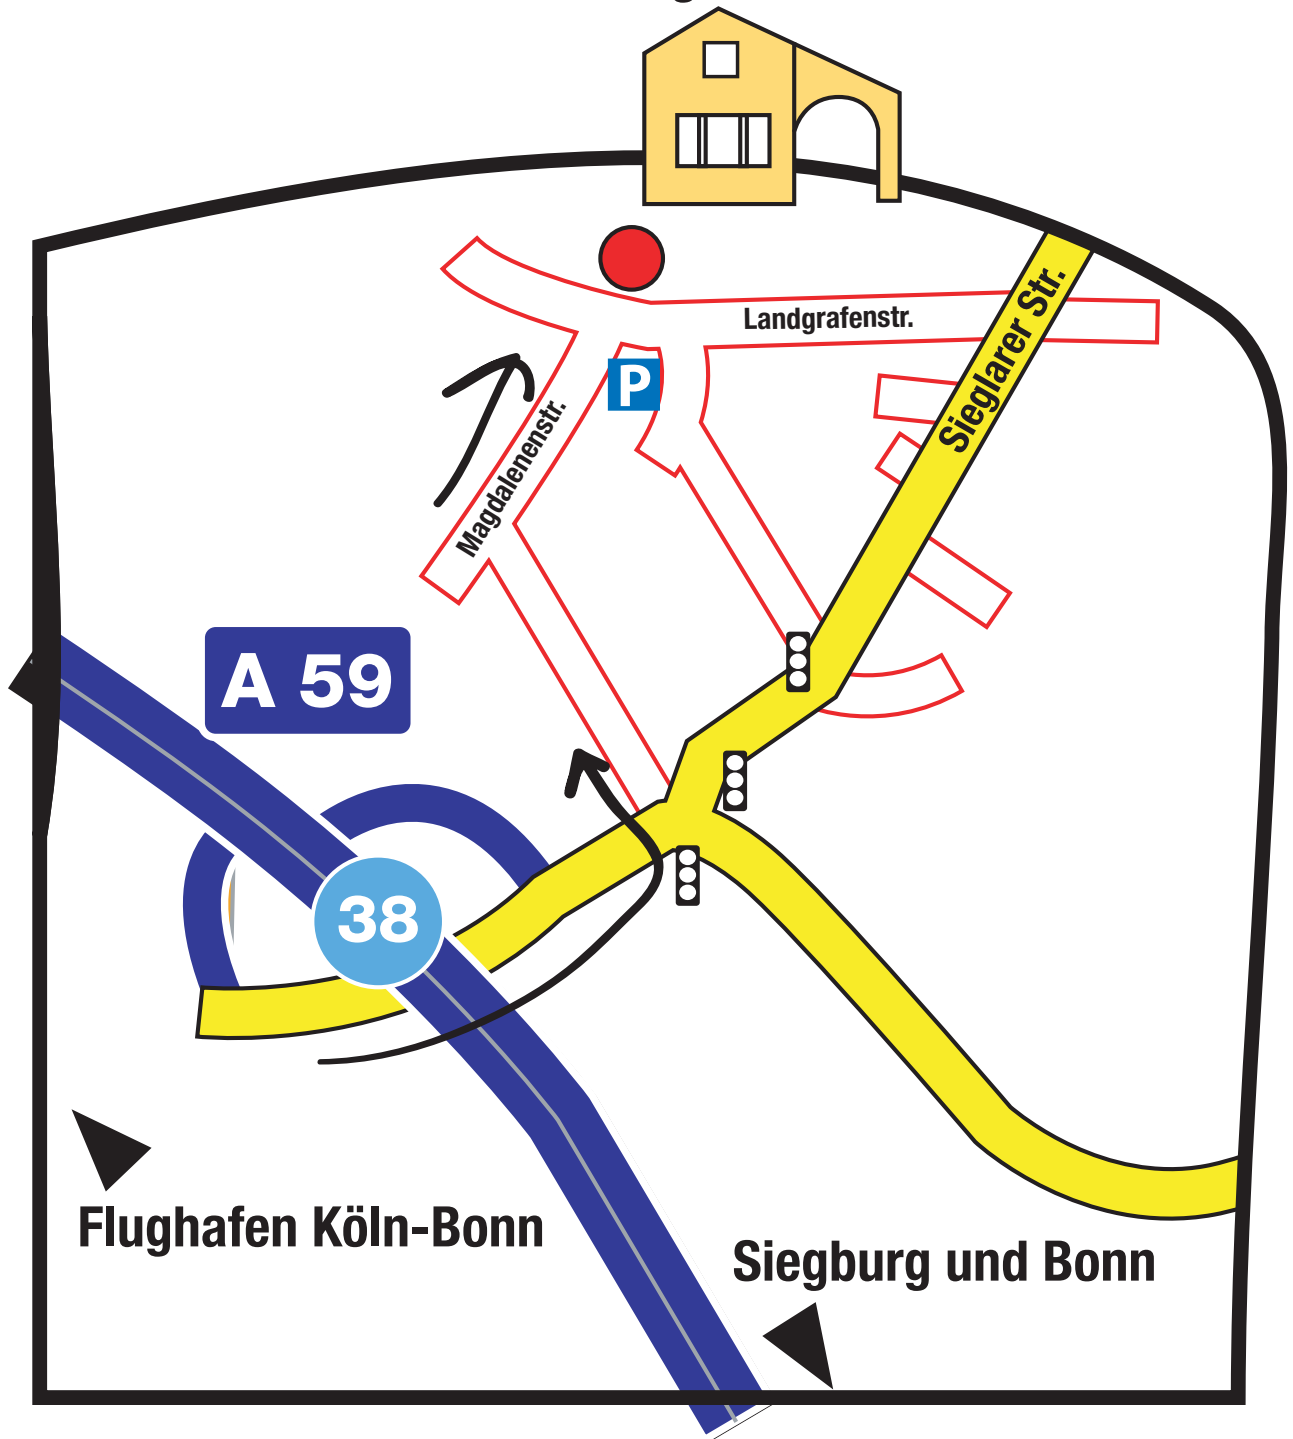 Landgrafenstr.
Sieglarer Str.
P
Magdalenenstr.
A 59
38
Flughafen Köln-Bonn
Siegburg und Bonn